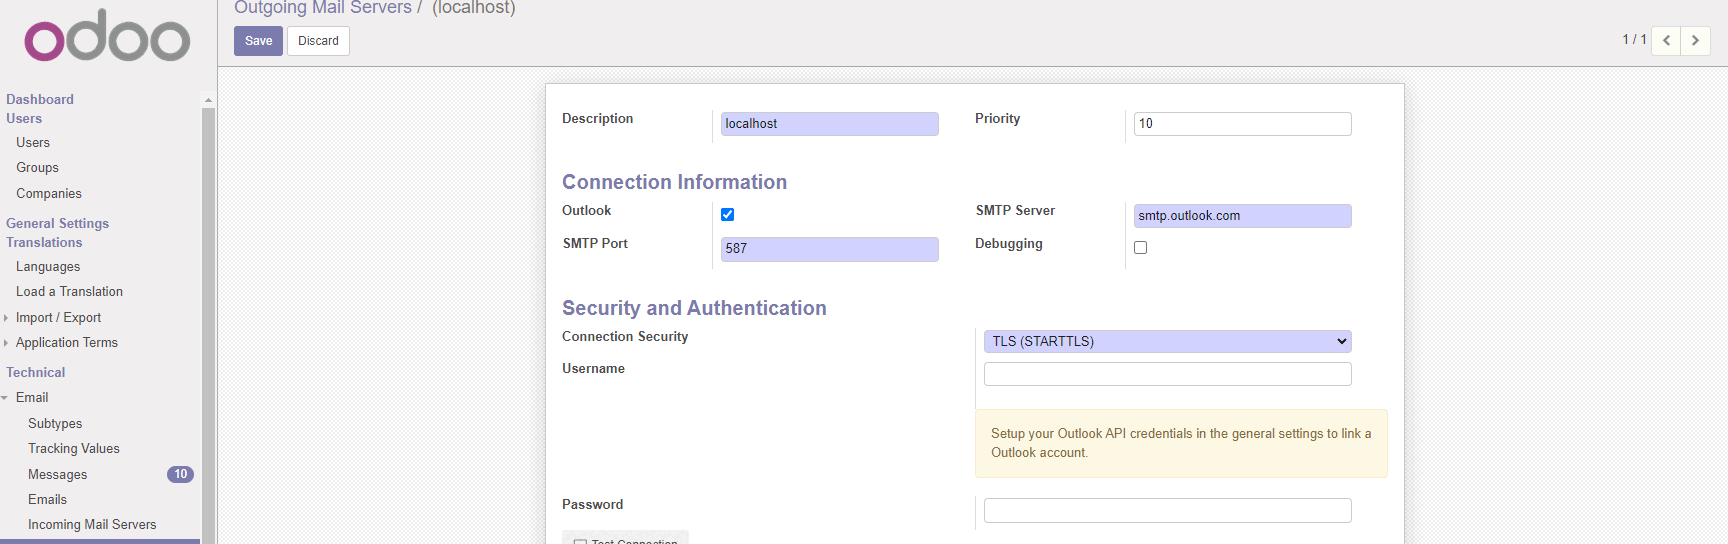 Outgoing Mail Servers / (localhost)
odoo
Save
Discard
1 / 1
Dashboard
Users
Users
Groups
Companies
General Settings
Translations
Languages
Load a Translation
Import / Export
Application Terms
Technical
Email
Subtypes
Tracking Values
Messages 10
Emails
Incoming Mail Servers
Description localhost Priority 10
Connection Information
Outlook SMTP Server smtp.outlook.com
SMTP Port 587 Debugging
Security and Authentication
Connection Security TLS (STARTTLS)
Username
Setup your Outlook API credentials in the general settings to link a
Outlook account.
Password
Test Connection